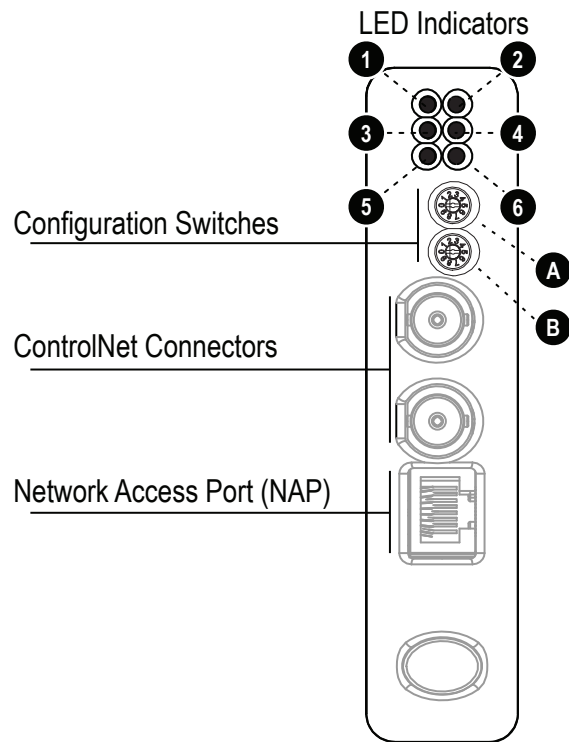 LED Indicators
1 2
3 4
5 6
Configuration Switches
A
B
ControlNet Connectors
Network Access Port (NAP)